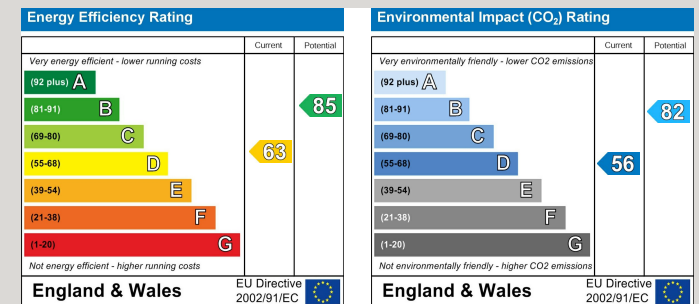 Energy Efficiency Rating
Current Potential
Very energy efficient - lower running costs
(92 plus) A
(81-91) B
(69-80) C
(55-68) D
(39-54) E
(21-38) F
(1-20) G
63
85
Not energy efficient - higher running costs
England & Wales
EU Directive
2002/91/EC
Environmental Impact (CO₂) Rating
Current Potential
Very environmentally friendly - lower CO2 emissions
(92 plus) A
(81-91) B
(69-80) C
(55-68) D
(39-54) E
(21-38) F
(1-20) G
56
82
Not environmentally friendly - higher CO2 emissions
England & Wales
EU Directive
2002/91/EC